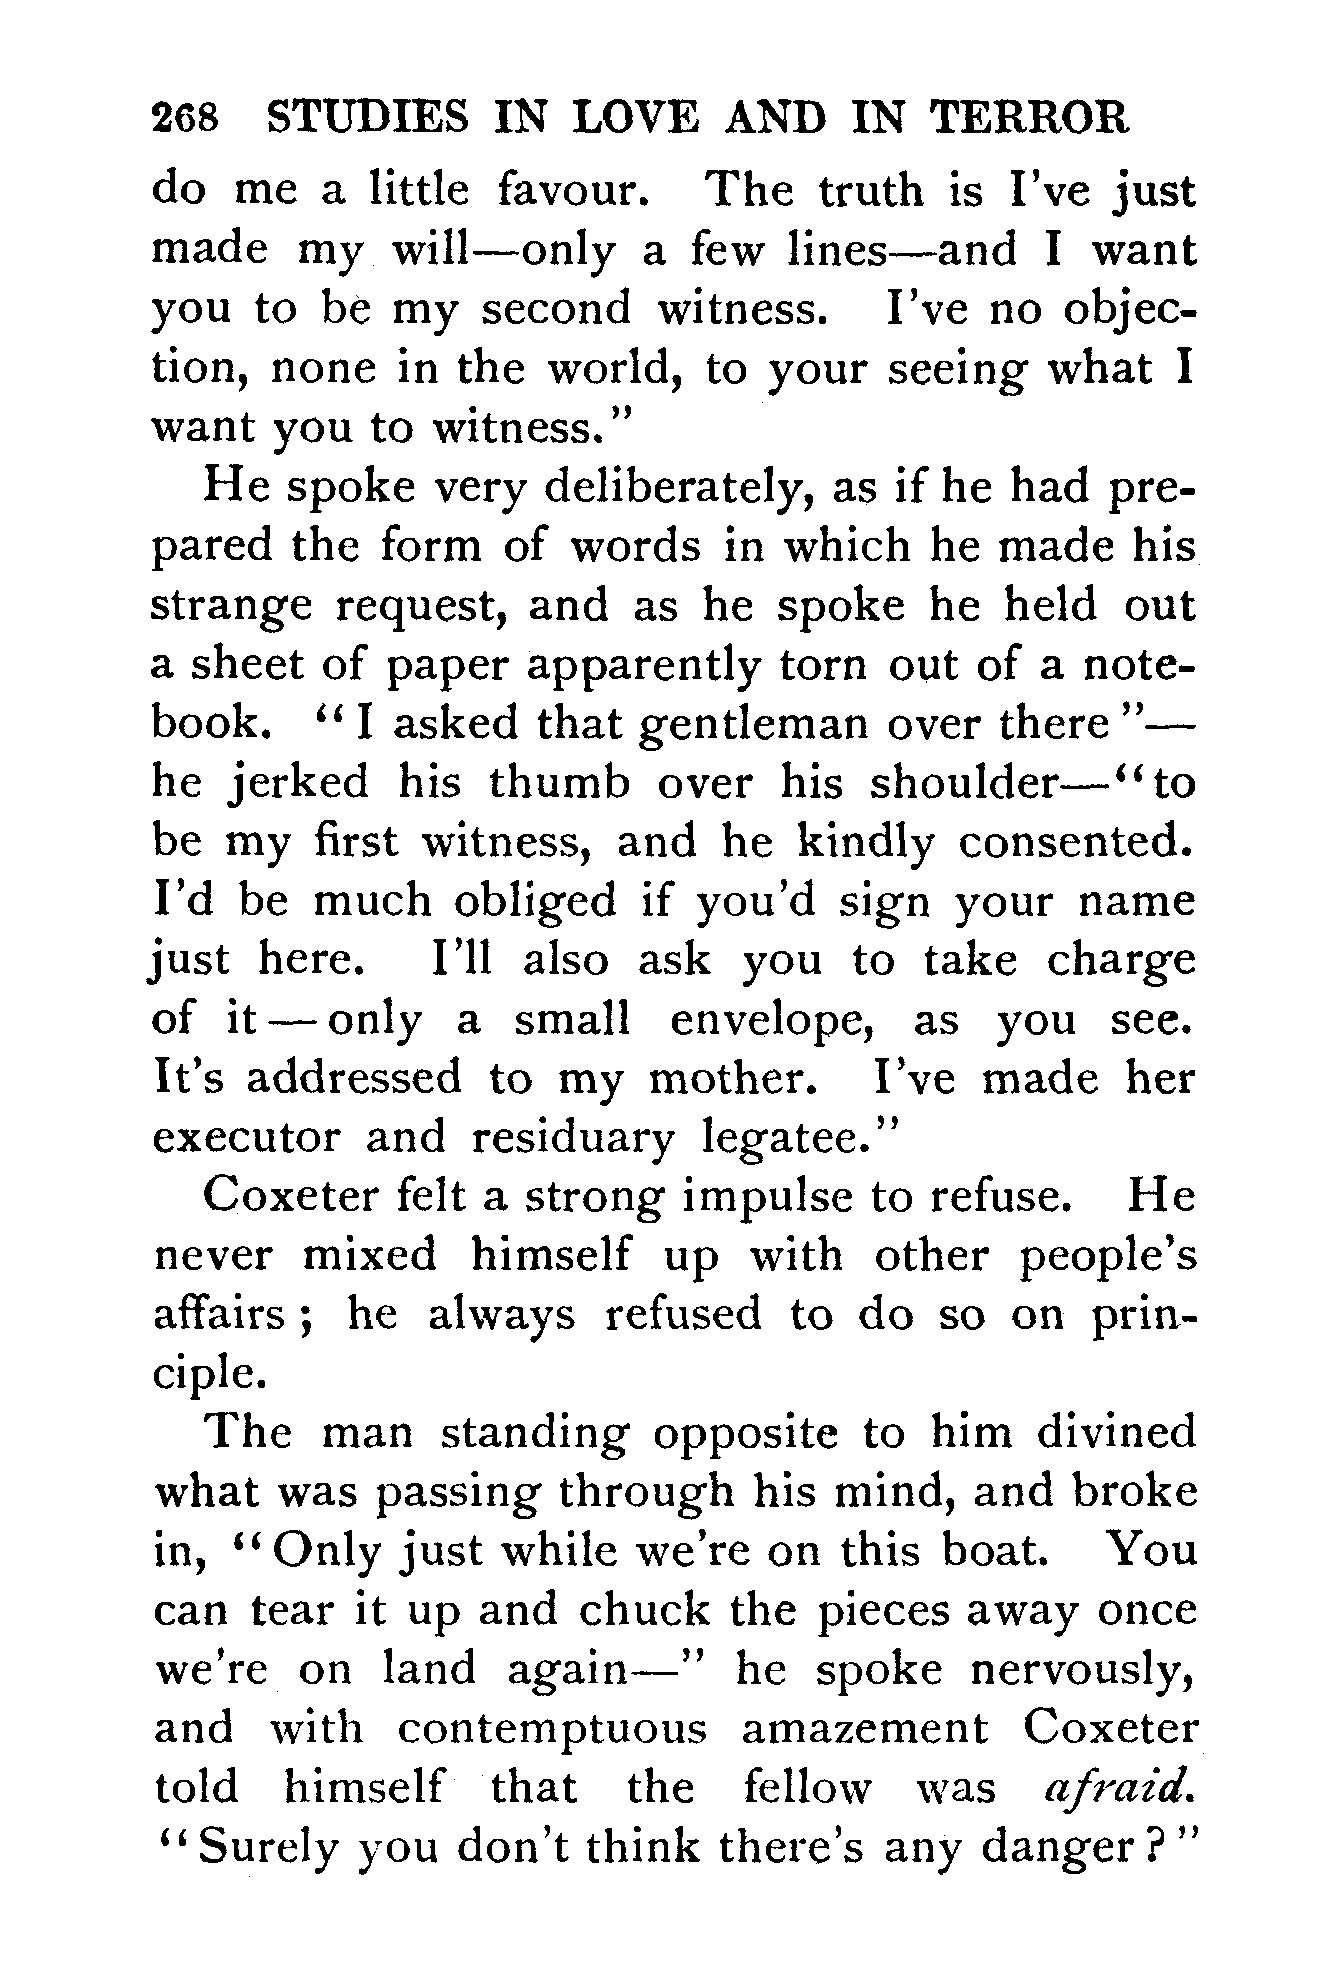 268 STUDIES IN LOVE AND IN TERROR
do me a little favour. The truth is I've just
made my will—only a few lines—and I want
you to be my second witness. I've no objec-
tion, none in the world, to your seeing what I
want you to witness."
He spoke very deliberately, as if he had pre-
pared the form of words in which he made his
strange request, and as he spoke he held out
a sheet of paper apparently torn out of a note-
book. "I asked that gentleman over there"—
he jerked his thumb over his shoulder—"to
be my first witness, and he kindly consented.
I'd be much obliged if you'd sign your name
just here. I'll also ask you to take charge
of it—only a small envelope, as you see.
It's addressed to my mother. I've made her
executor and residuary legatee."
Coxeter felt a strong impulse to refuse. He
never mixed himself up with other people's
affairs; he always refused to do so on prin-
ciple.
The man standing opposite to him divined
what was passing through his mind, and broke
in, "Only just while we're on this boat. You
can tear it up and chuck the pieces away once
we're on land again—" he spoke nervously,
and with contemptuous amazement Coxeter
told himself that the fellow was afraid.
"Surely you don't think there's any danger?"